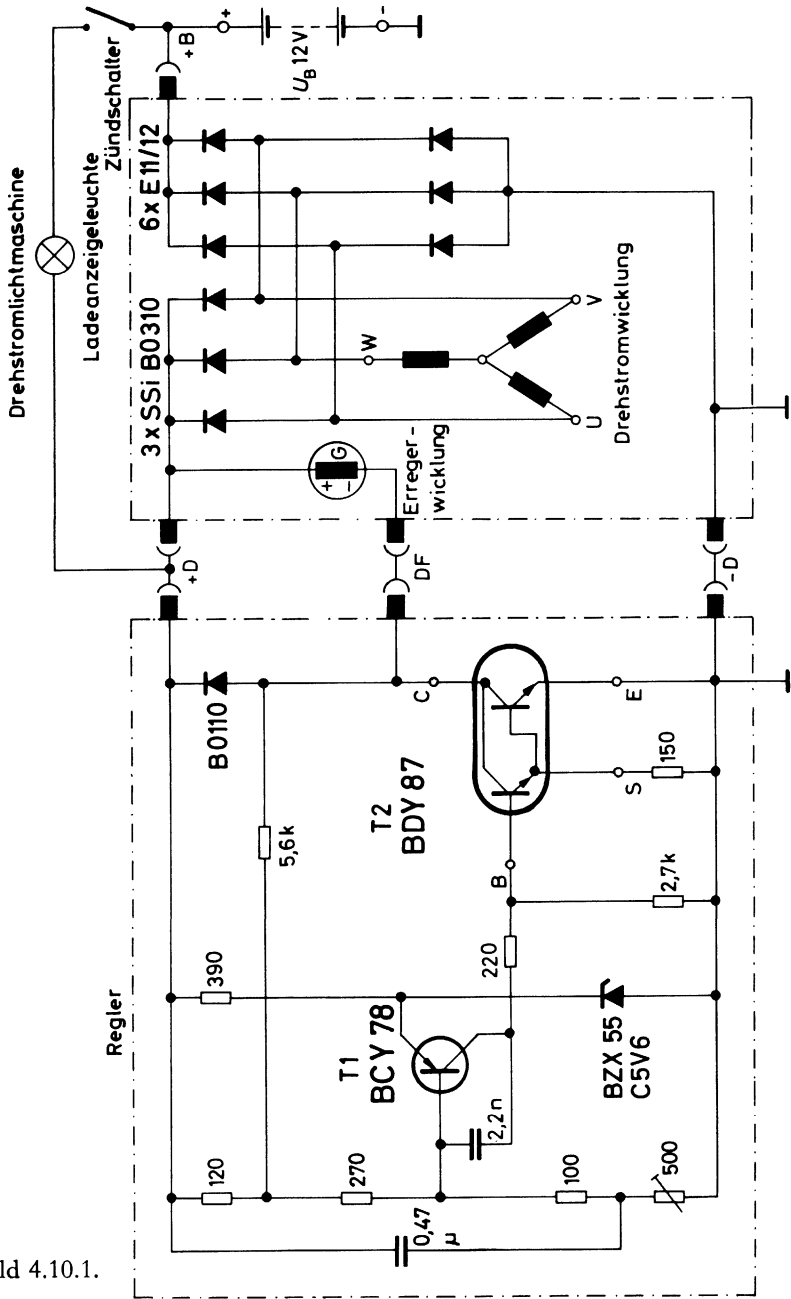 Drehstromlichtmaschine
Ladeanzeigeleuchte
Zündschalter
+B
+
U_B 12 V
-
6x E11/12
3x SSi B0310
W
V
U
Drehstromwicklung
+
-
G
Erreger-
wicklung
+D
DF
-D
Regler
B0110
5,6k
390
120
270
0,47
µ
100
500
2,2n
T1
BCY 78
220
BZX 55
C5V6
2,7k
B
T2
BDY 87
C
E
S
150
ld 4.10.1.